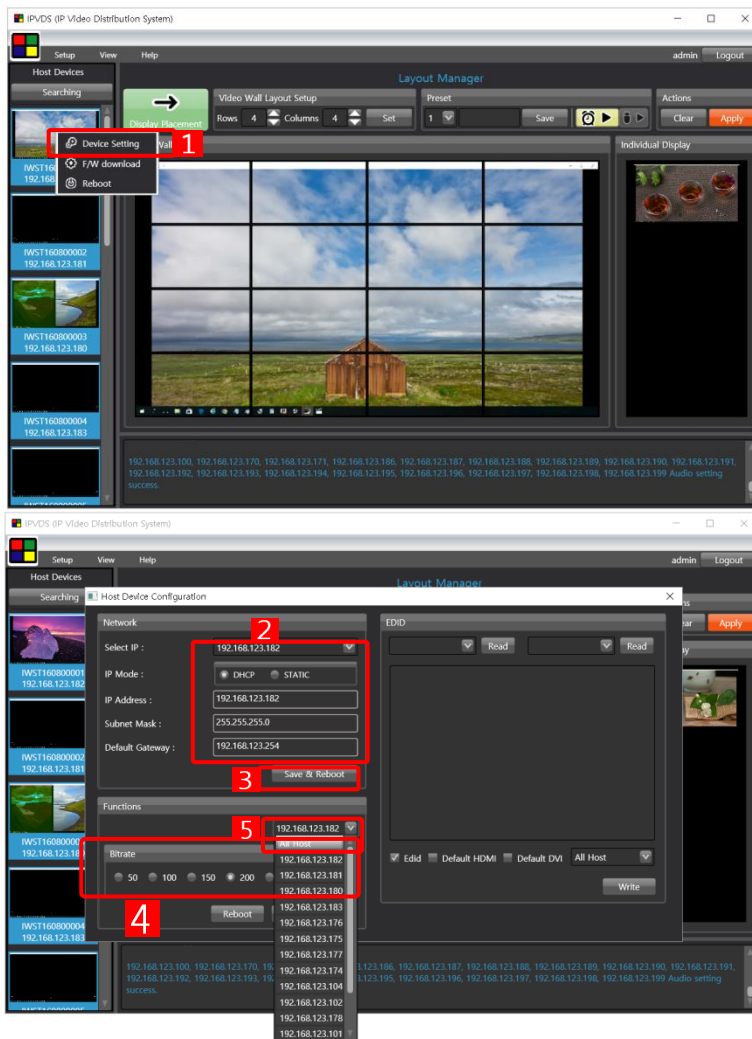 IPVDS (IP Video Distribution System)
Setup View Help
admin Logout
Host Devices
Layout Manager
Searching
Display Placement
Video Wall Layout Setup
Rows 4 Columns 4 Set
Preset
1 Save
Actions
Clear Apply
Device Setting 1
F/W download
Reboot
Individual Display
IWST160800002
192.168.123.181
IWST160800003
192.168.123.180
IWST160800004
192.168.123.183
192.168.123.100, 192.168.123.170, 192.168.123.171, 192.168.123.186, 192.168.123.187, 192.168.123.188, 192.168.123.189, 192.168.123.190, 192.168.123.191,
192.168.123.192, 192.168.123.193, 192.168.123.194, 192.168.123.195, 192.168.123.196, 192.168.123.197, 192.168.123.198, 192.168.123.199 Audio setting
success.
IPVDS (IP Video Distribution System)
Setup View Help
admin Logout
Host Devices
Layout Manager
Searching
Apply
Host Device Configuration
Network
2
Select IP : 192.168.123.182
IP Mode : DHCP STATIC
IP Address : 192.168.123.182
Subnet Mask : 255.255.255.0
Default Gateway : 192.168.123.254
3 Save & Reboot
Functions
5 192.168.123.182
All Host
Bitrate
50 100 150 200
4
Reboot
192.168.123.182
192.168.123.181
192.168.123.180
192.168.123.183
192.168.123.176
192.168.123.175
192.168.123.177
192.168.123.174
192.168.123.104
192.168.123.102
192.168.123.178
192.168.123.101
EDID
Read Read
Edid Default HDMI Default DVI All Host
Write
IWST160800004
192.168.123.183
192.168.123.190, 192.168.123.191,
192.168.123.199 Audio setting
success.